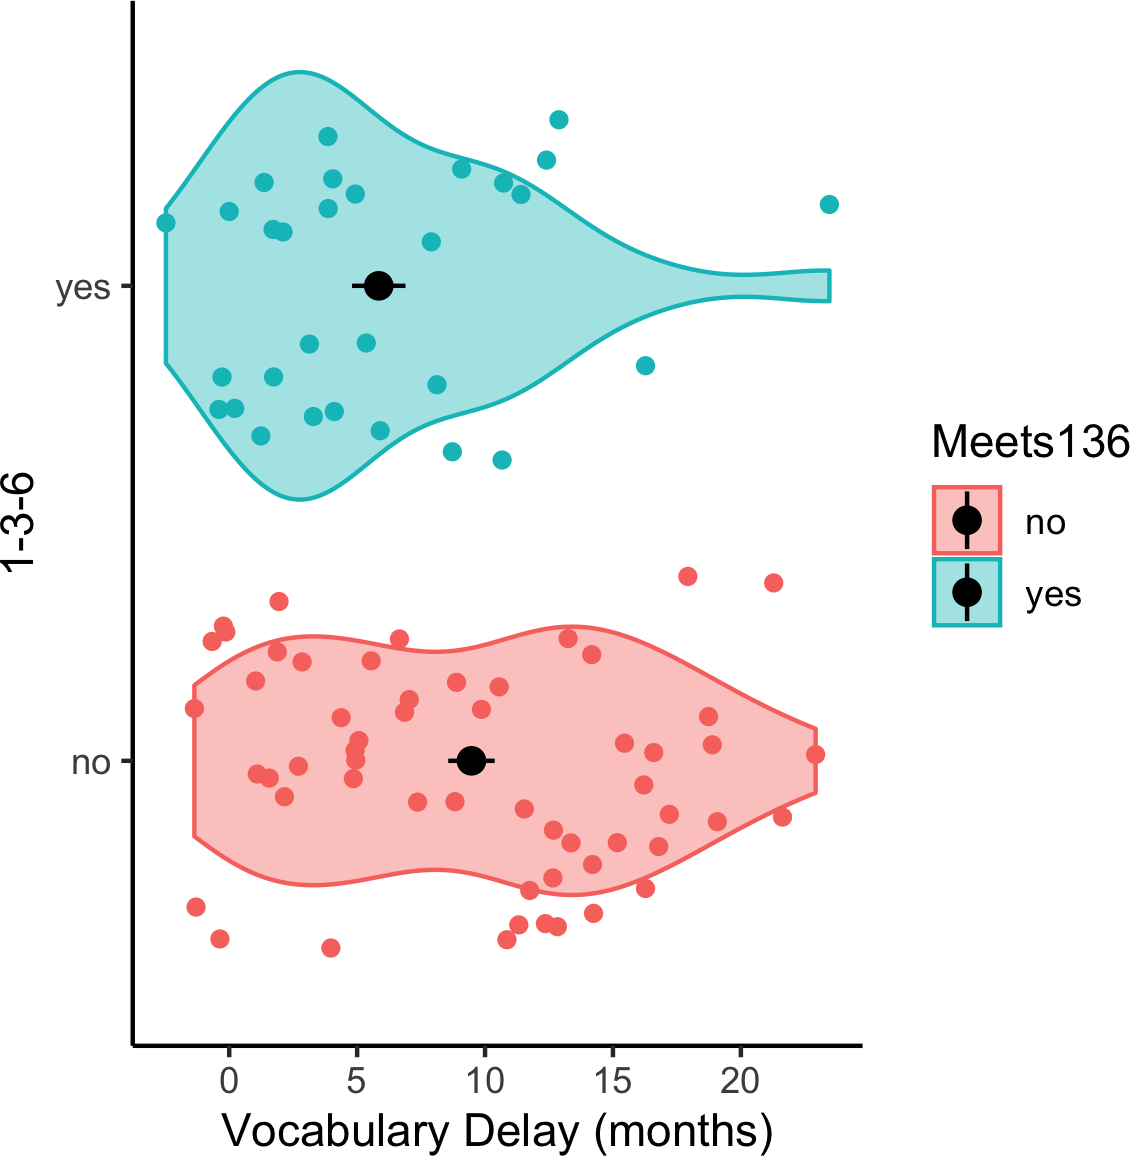 yes
no
1-3-6
0 5 10 15 20
Vocabulary Delay (months)
Meets136
no
yes